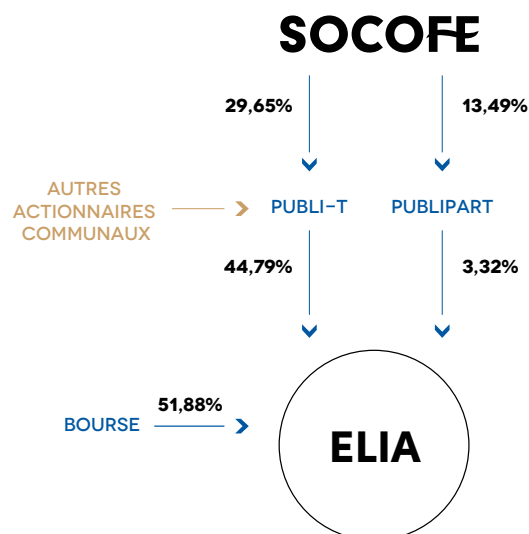 SOCOFE
29,65%
13,49%
AUTRES
ACTIONNAIRES
COMMUNAUX
PUBLI-T
PUBLIPART
44,79%
3,32%
BOURSE
51,88%
ELIA